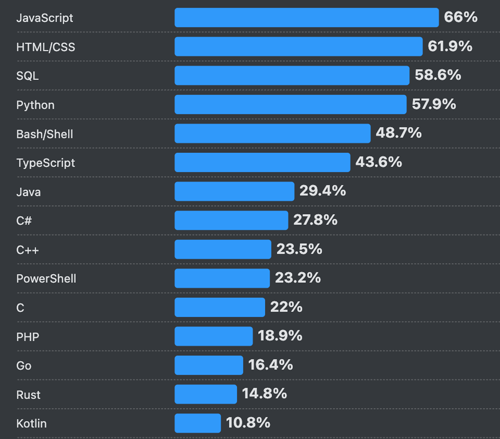 JavaScript 66%
HTML/CSS 61.9%
SQL 58.6%
Python 57.9%
Bash/Shell 48.7%
TypeScript 43.6%
Java 29.4%
C# 27.8%
C++ 23.5%
PowerShell 23.2%
C 22%
PHP 18.9%
Go 16.4%
Rust 14.8%
Kotlin 10.8%